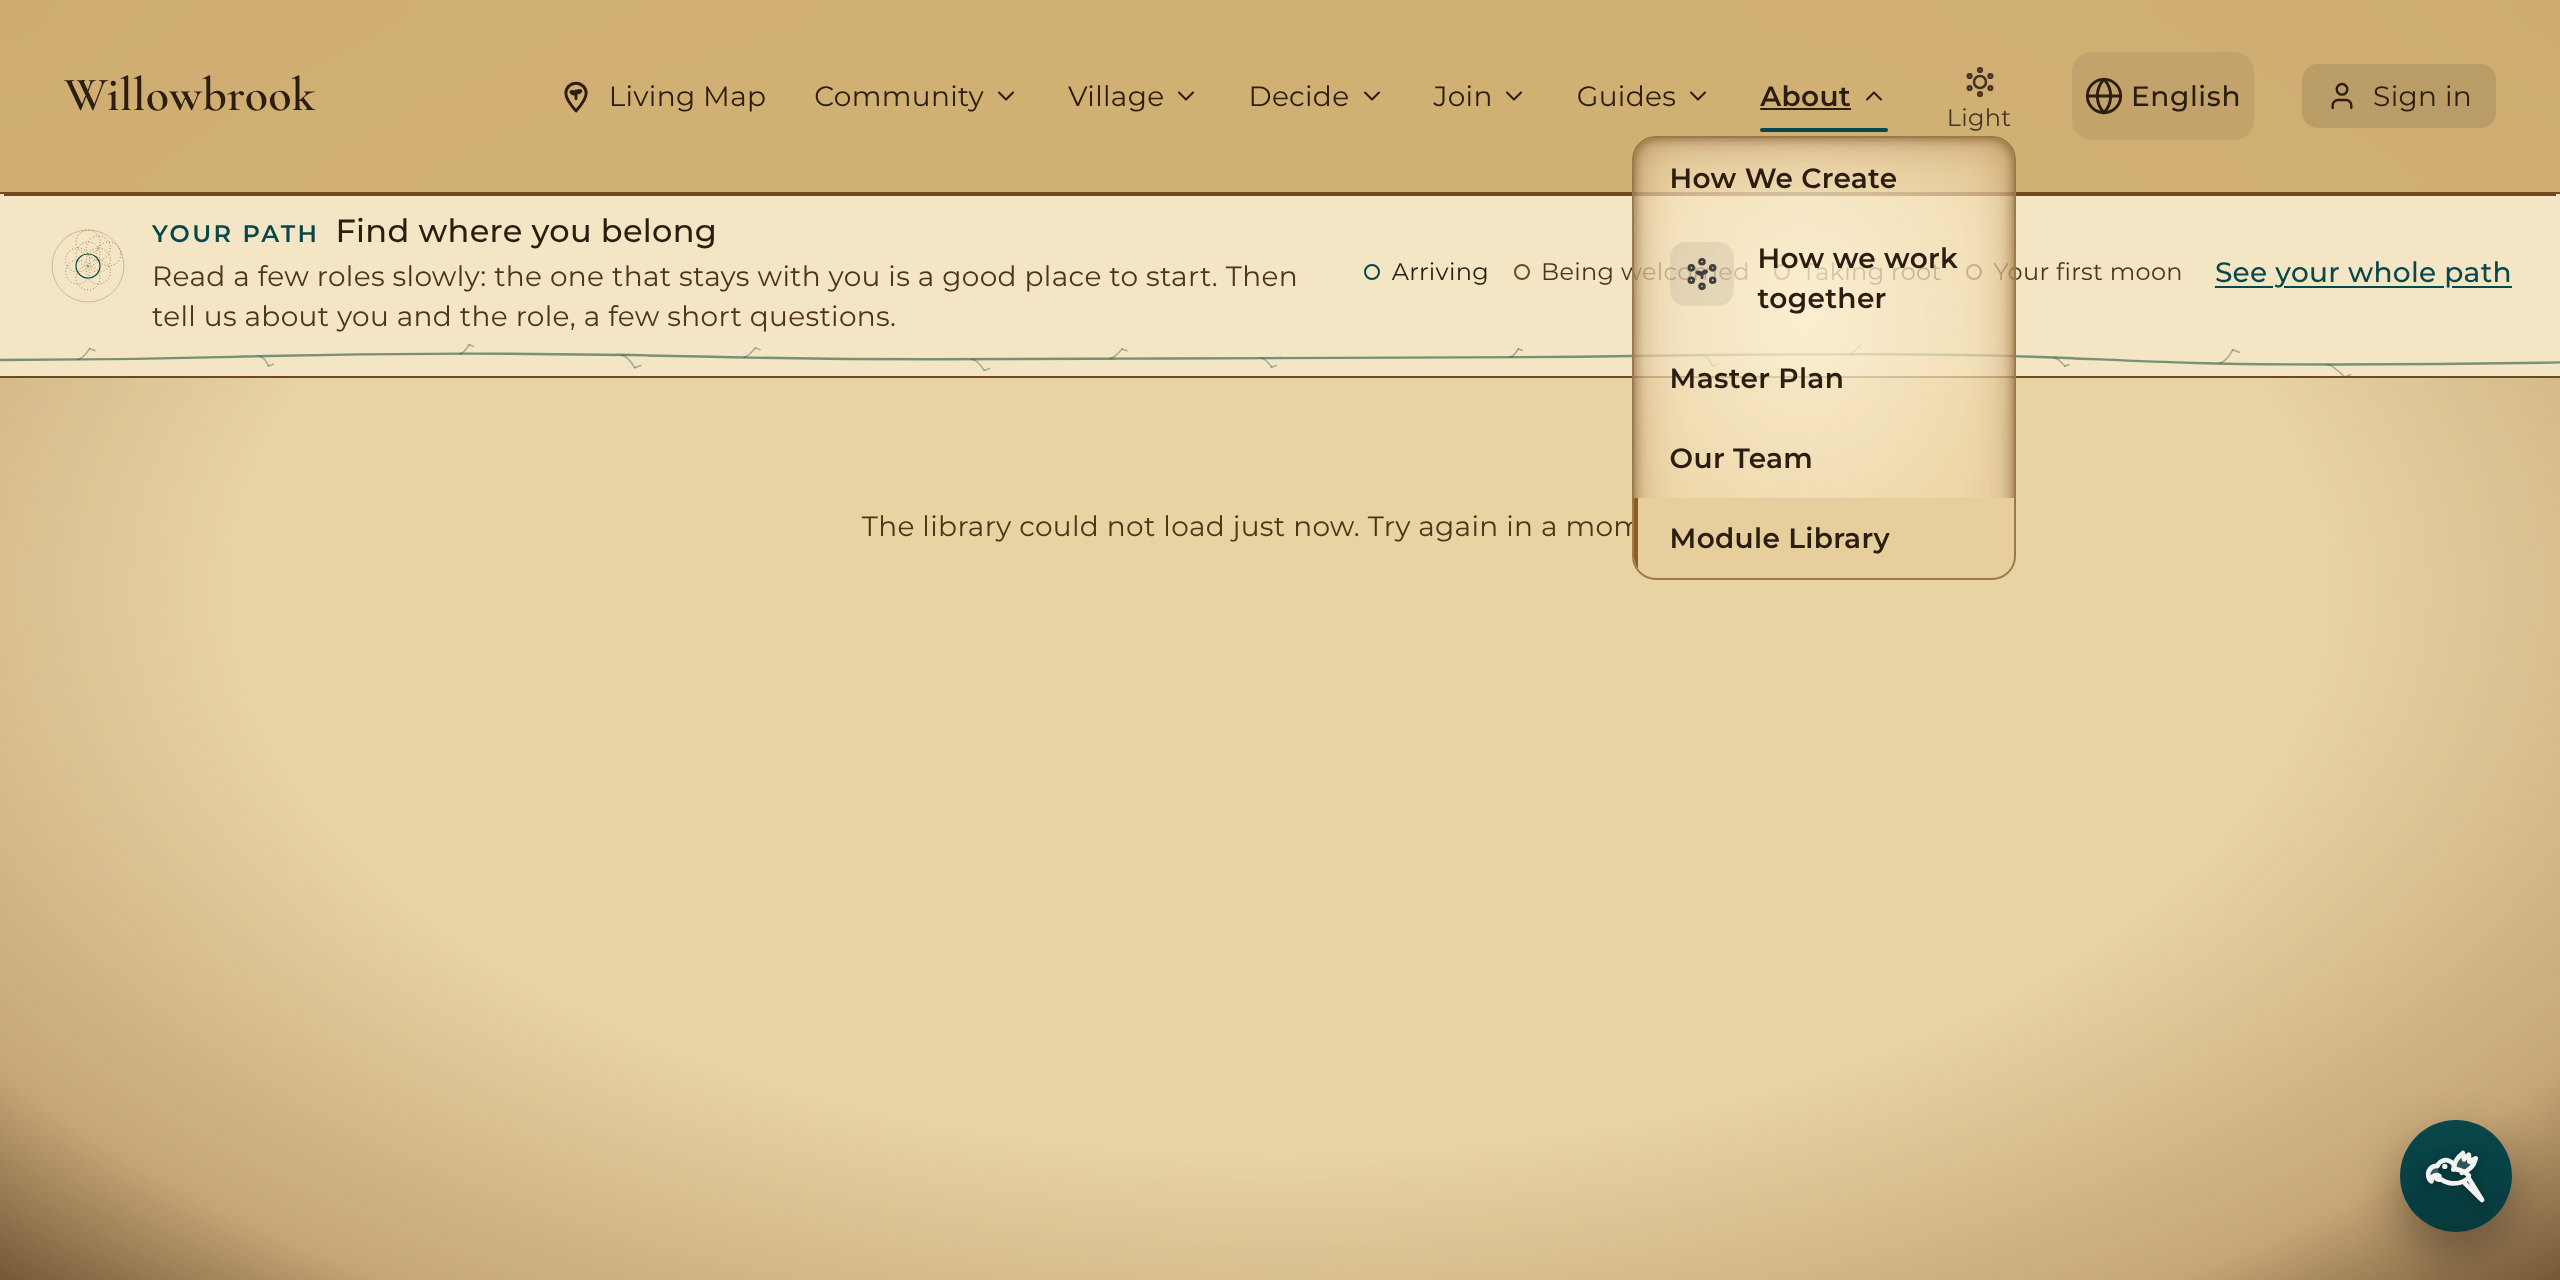 Willowbrook
Living Map
Community
Village
Decide
Join
Guides
About
Light
English
Sign in
YOUR PATH Find where you belong
Read a few roles slowly: the one that stays with you is a good place to start. Then
tell us about you and the role, a few short questions.
Arriving
Being welcomed
Taking root
Your first moon
See your whole path
How We Create
How we work
together
Master Plan
Our Team
Module Library
The library could not load just now. Try again in a